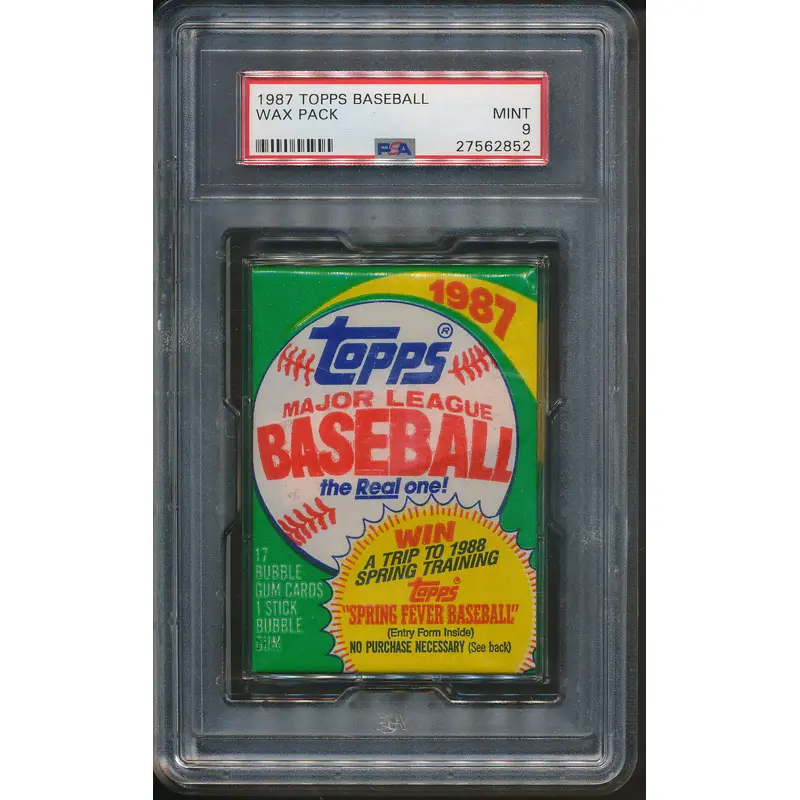 1987 TOPPS BASEBALL
WAX PACK
MINT
9
PSA
27562852
1987
TOPPS®
MAJOR LEAGUE
BASEBALL
the Real one!
WIN
A TRIP TO 1988
SPRING TRAINING
TOPPS®
"SPRING FEVER BASEBALL"
(Entry Form Inside)
NO PURCHASE NECESSARY (See back)
17
BUBBLE
GUM CARDS
1 STICK
BUBBLE
GUM